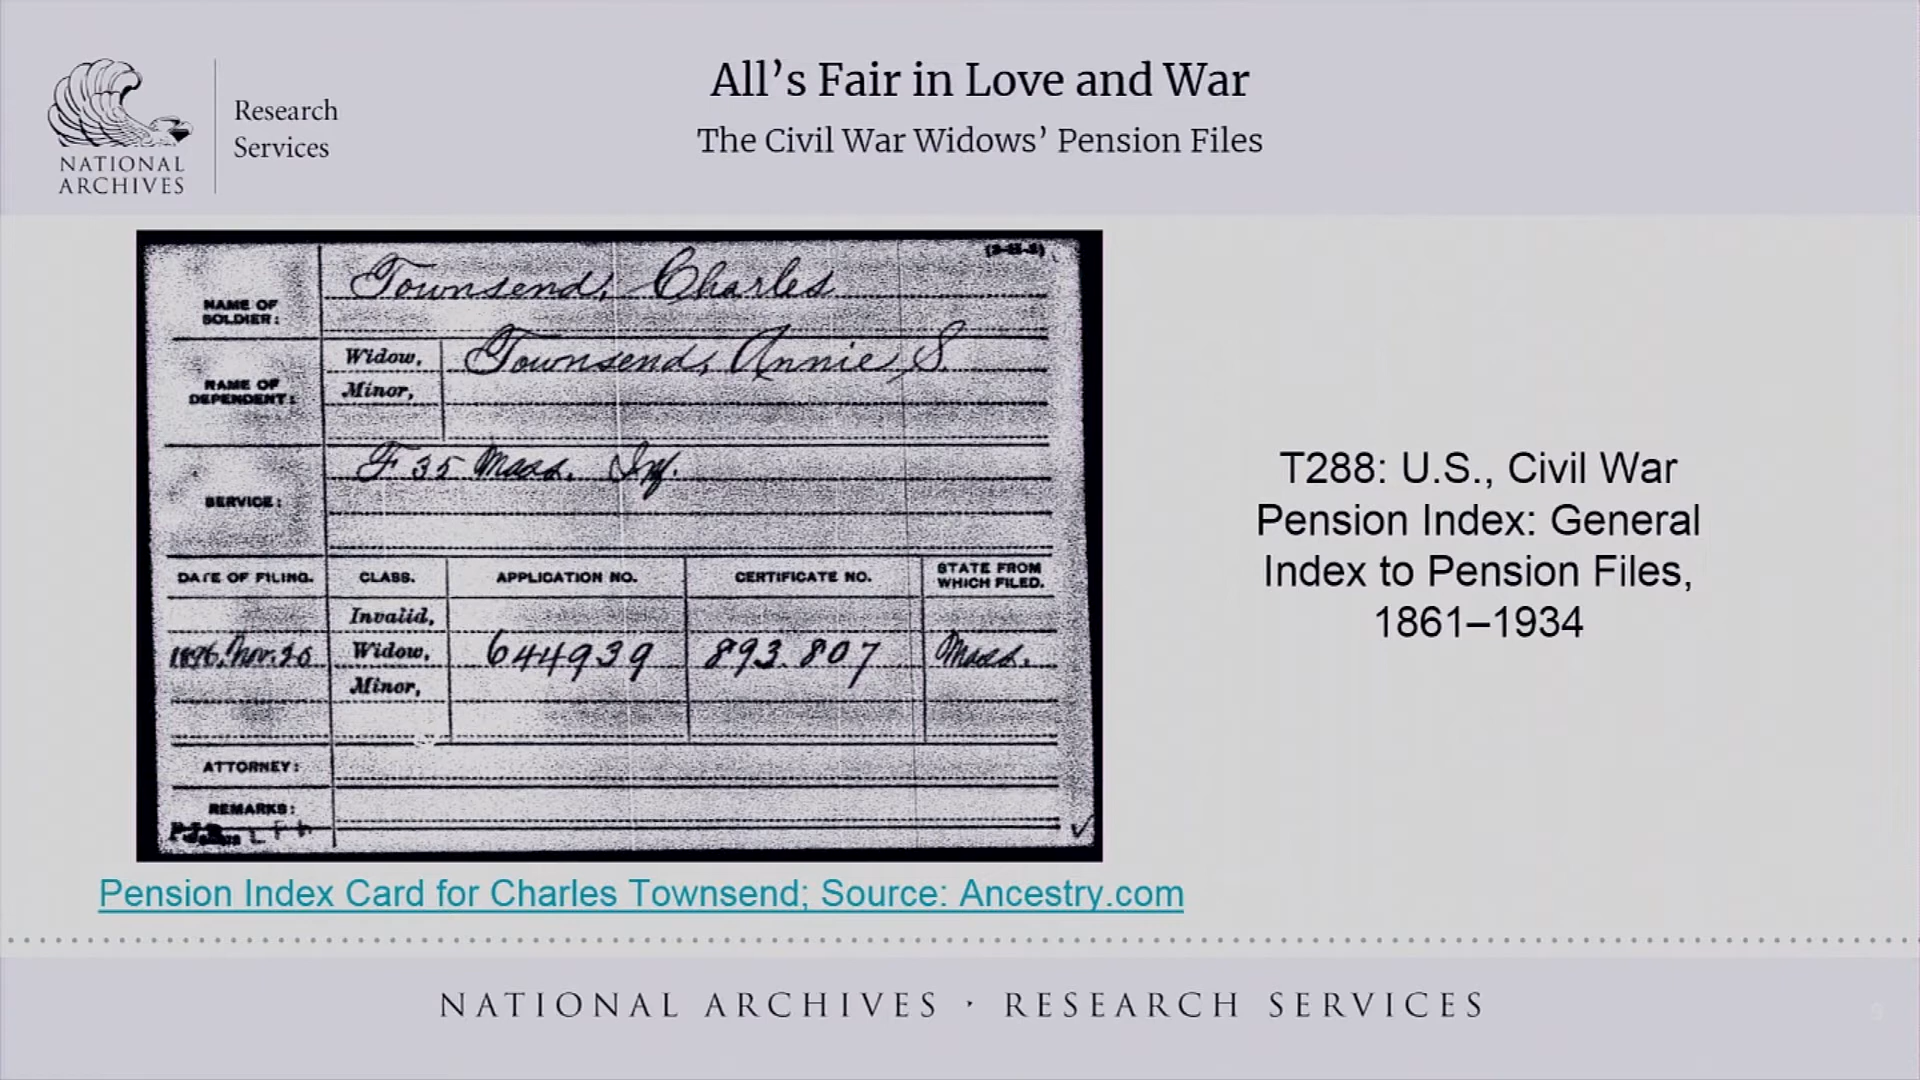 All's Fair in Love and War
The Civil War Widows' Pension Files
NATIONAL
ARCHIVES
Research
Services
(3-)
NAME OF
SOLDIER:
Townsend, Charles
NAME OF
DEPENDENT:
Widow,
Townsend, Annie S.
Minor,
SERVICE:
F 35 Mass. Inf.
DATE OF FILING.
CLASS.
APPLICATION NO.
CERTIFICATE NO.
STATE FROM
WHICH FILED.
Invalid,
1896, Nov. 20
Widow,
644939
893.807
Mass.
Minor,
ATTORNEY:
REMARKS:
T288: U.S., Civil War
Pension Index: General
Index to Pension Files,
1861–1934
Pension Index Card for Charles Townsend; Source: Ancestry.com
NATIONAL ARCHIVES · RESEARCH SERVICES
9